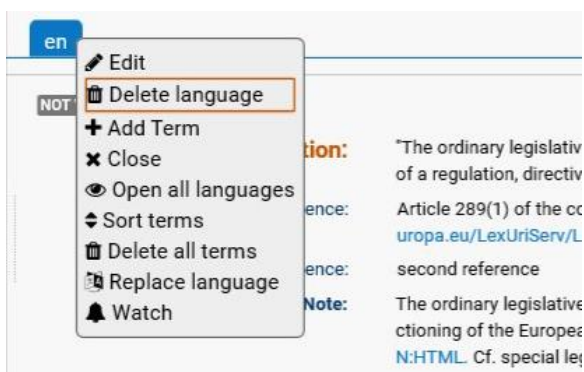 en
Edit
Delete language
NOT
Add Term
Close
tion: "The ordinary legislativ
Open all languages
of a regulation, directiv
Sort terms
ence: Article 289(1) of the co
uropa.eu/LexUriServ/L
Delete all terms
ence: second reference
Replace language
Watch
Note: The ordinary legislative
ctioning of the Europea
N:HTML. Cf. special leg